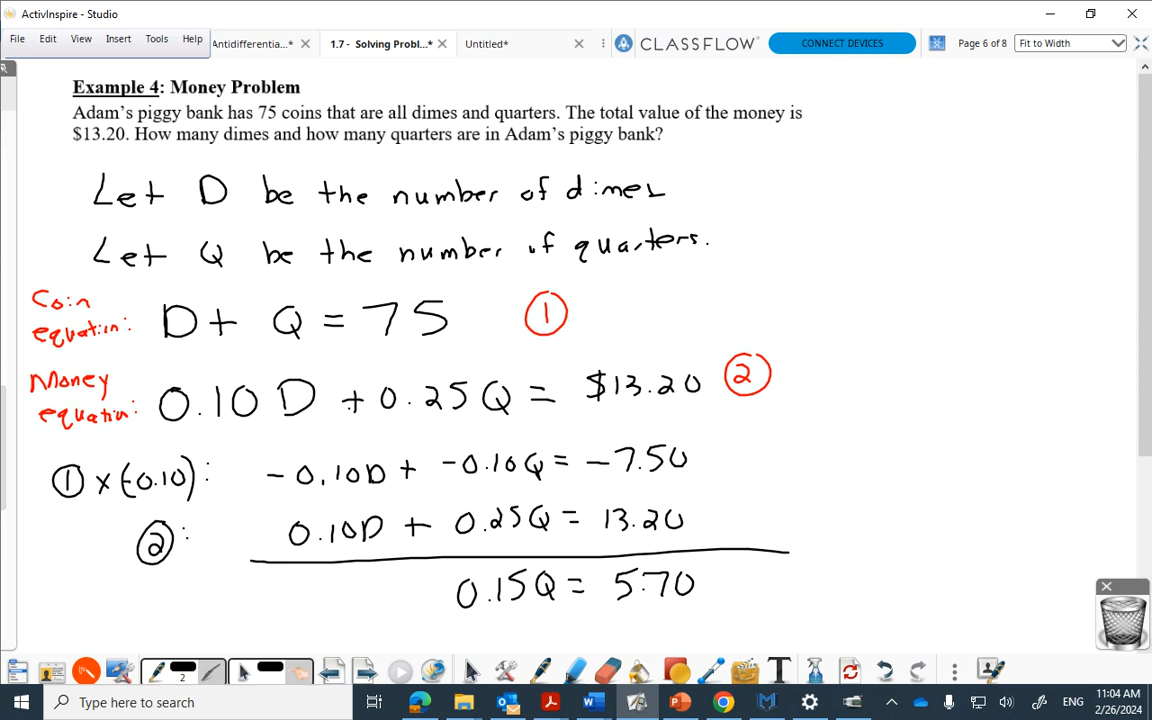 ActivInspire - Studio
File Edit View Insert Tools Help
Antidifferentia...* 1.7 - Solving Probl...* Untitled* CLASSFLOW CONNECT DEVICES Page 6 of 8 Fit to Width
Example 4: Money Problem
Adam's piggy bank has 75 coins that are all dimes and quarters. The total value of the money is
$13.20. How many dimes and how many quarters are in Adam's piggy bank?
Let D be the number of dimes
Let Q be the number of quarters.
Coin
equation: D + Q = 75 ①
Money
equation: 0.10 D + 0.25 Q = $13.20 ②
① × (-0.10): -0.10D + -0.10Q = -7.50
②: 0.10D + 0.25Q = 13.20
0.15Q = 5.70
2
Type here to search
ENG
11:04 AM
2/26/2024